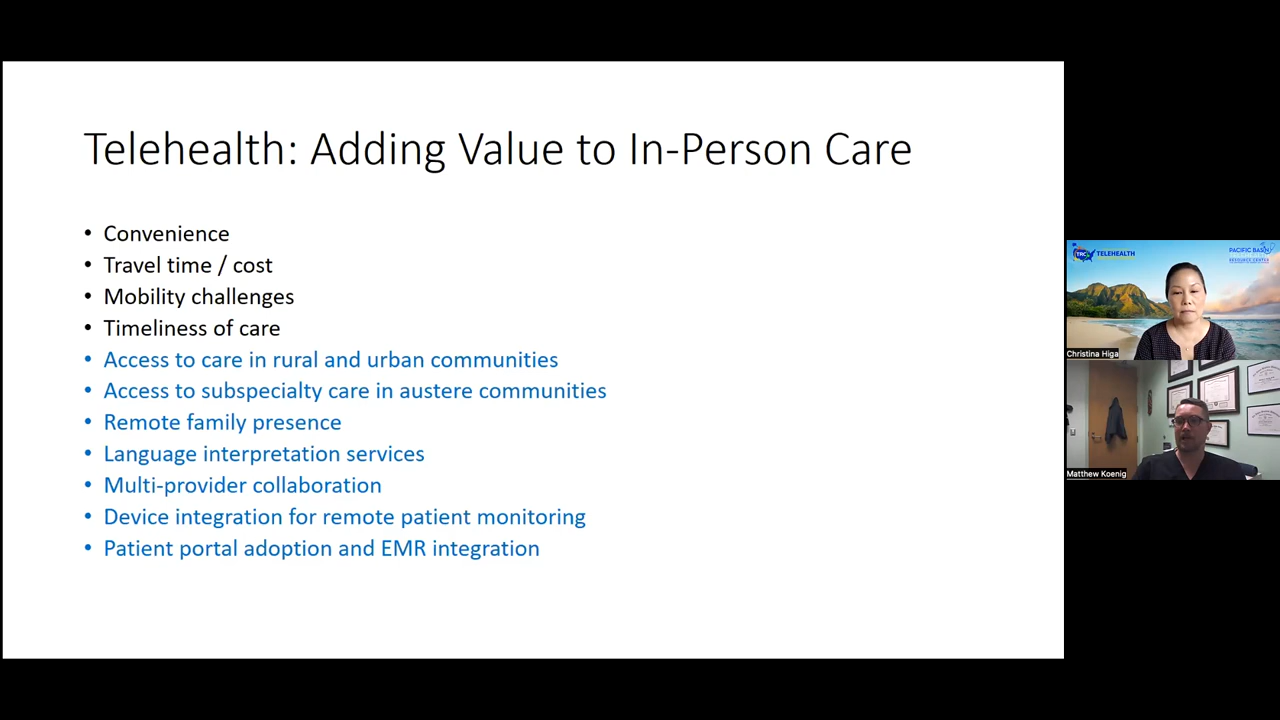 Telehealth: Adding Value to In-Person Care
• Convenience
• Travel time / cost
• Mobility challenges
• Timeliness of care
• Access to care in rural and urban communities
• Access to subspecialty care in austere communities
• Remote family presence
• Language interpretation services
• Multi-provider collaboration
• Device integration for remote patient monitoring
• Patient portal adoption and EMR integration
TRC
TELEHEALTH
PACIFIC BASIN
RESOURCE CENTER
Christina Higa
Matthew Koenig